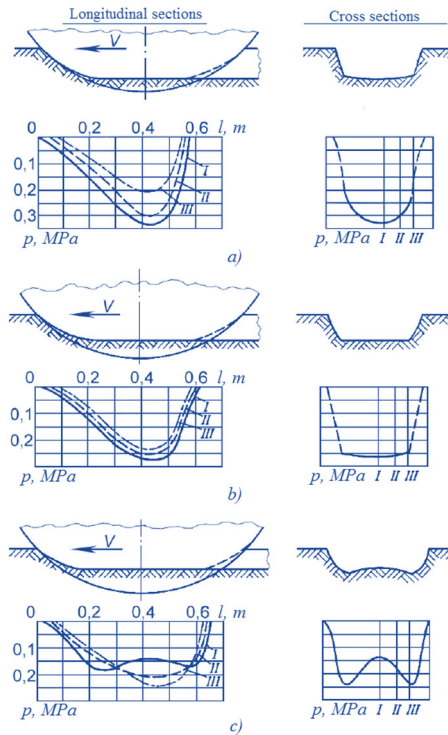 Longitudinal sections
Cross sections
V
0 0,2 0,4 0,6 l, m
0,1
0,2
0,3
I
II
III
p, MPa
I II III
a)
V
0 0,2 0,4 0,6 l, m
0,1
0,2
I
II
III
p, MPa
p, MPa I II III
b)
V
0 0,2 0,4 0,6 l, m
0,1
0,2
I
II
III
p, MPa
I II III
c)